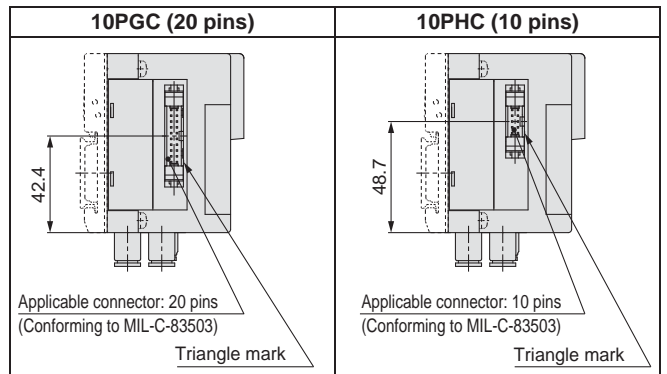 10PGC (20 pins)
42.4
Applicable connector: 20 pins
(Conforming to MIL-C-83503)
Triangle mark
10PHC (10 pins)
48.7
Applicable connector: 10 pins
(Conforming to MIL-C-83503)
Triangle mark